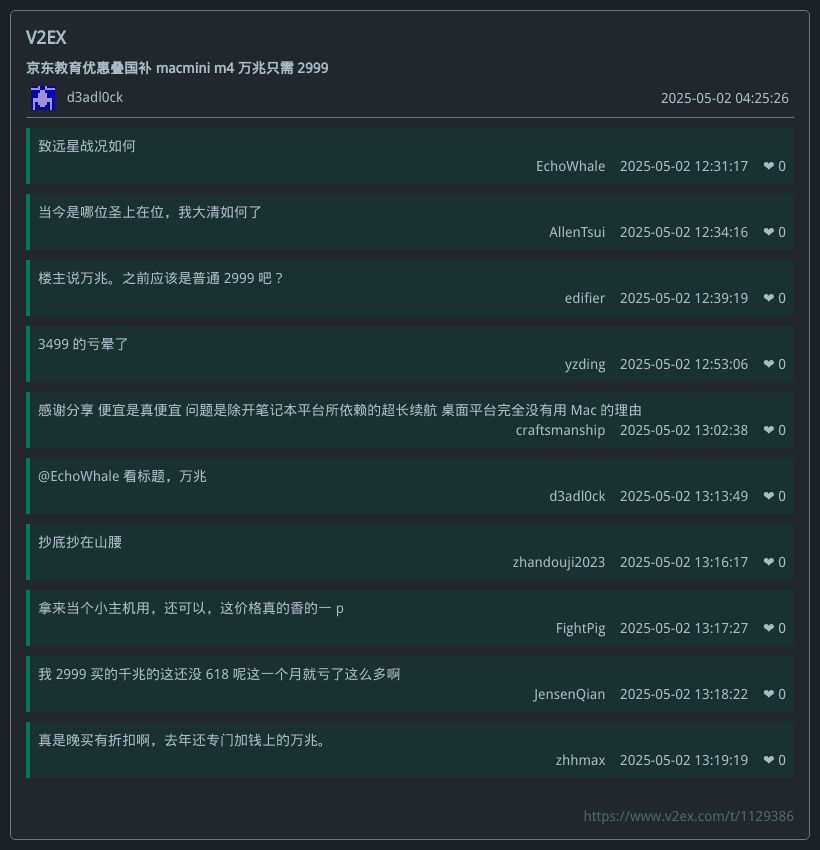 V2EX
京东教育优惠叠国补 macmini m4 万兆只需 2999
d3adl0ck 2025-05-02 04:25:26
致远星战况如何
EchoWhale 2025-05-02 12:31:17 ❤ 0
当今是哪位圣上在位，我大清如何了
AllenTsui 2025-05-02 12:34:16 ❤ 0
楼主说万兆。之前应该是普通 2999 吧？
edifier 2025-05-02 12:39:19 ❤ 0
3499 的亏晕了
yzding 2025-05-02 12:53:06 ❤ 0
感谢分享 便宜是真便宜 问题是除开笔记本平台所依赖的超长续航 桌面平台完全没有用 Mac 的理由
craftsmanship 2025-05-02 13:02:38 ❤ 0
@EchoWhale 看标题，万兆
d3adl0ck 2025-05-02 13:13:49 ❤ 0
抄底抄在山腰
zhandouji2023 2025-05-02 13:16:17 ❤ 0
拿来当个小主机用，还可以，这价格真的香的一 p
FightPig 2025-05-02 13:17:27 ❤ 0
我 2999 买的千兆的这还没 618 呢这一个月就亏了这么多啊
JensenQian 2025-05-02 13:18:22 ❤ 0
真是晚买有折扣啊，去年还专门加钱上的万兆。
zhhmax 2025-05-02 13:19:19 ❤ 0
https://www.v2ex.com/t/1129386